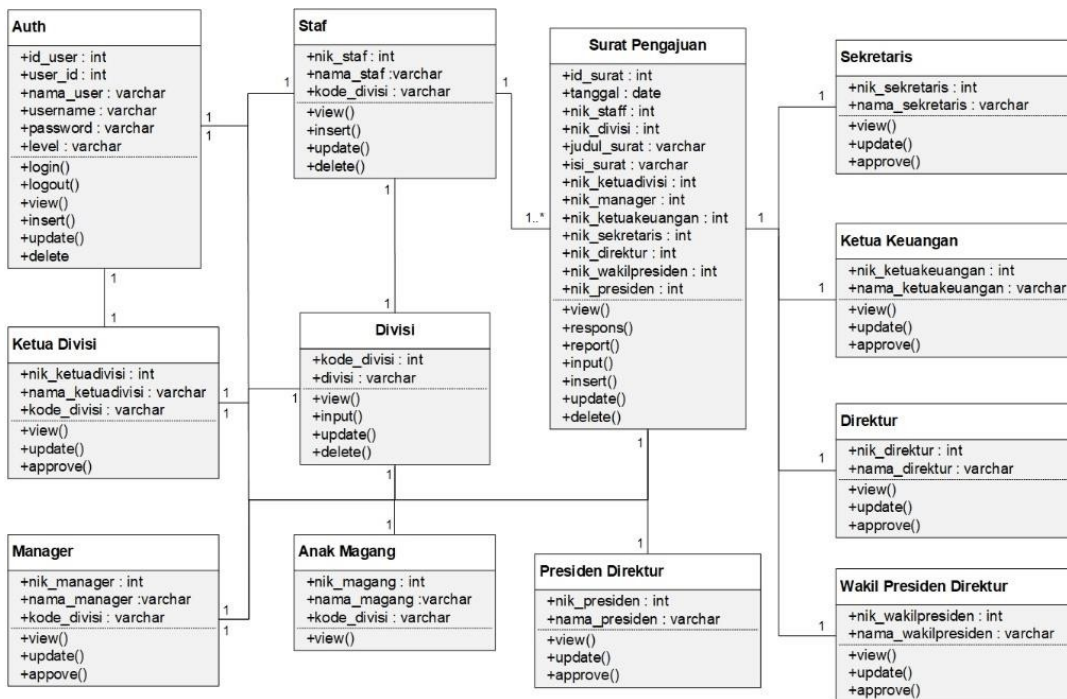 Auth
+id_user : int
+user_id : int
+nama_user : varchar
+username : varchar
+password : varchar
+level : varchar
+login()
+logout()
+view()
+insert()
+update()
+delete
1
1
1
1
Staf
+nik_staf : int
+nama_staf :varchar
+kode_divisi : varchar
+view()
+insert()
+update()
+delete()
1
1
1
1..*
Surat Pengajuan
+id_surat : int
+tanggal : date
+nik_staff : int
+nik_divisi : int
+judul_surat : varchar
+isi_surat : varchar
+nik_ketuadivisi : int
+nik_manager : int
+nik_ketuakeuangan : int
+nik_sekretaris : int
+nik_direktur : int
+nik_wakilpresiden : int
+nik_presiden : int
+view()
+respons()
+report()
+input()
+insert()
+update()
+delete()
1
1
Sekretaris
+nik_sekretaris : int
+nama_sekretaris : varchar
+view()
+update()
+approve()
1
Ketua Keuangan
+nik_ketuakeuangan : int
+nama_ketuakeuangan : varchar
+view()
+update()
+approve()
1
Ketua Divisi
+nik_ketuadivisi : int
+nama_ketuadivisi : varchar
+kode_divisi : varchar
+view()
+update()
+approve()
1
1
Divisi
+kode_divisi : int
+divisi : varchar
+view()
+input()
+update()
+delete()
1
1
1
Direktur
+nik_direktur : int
+nama_direktur : varchar
+view()
+update()
+approve()
1
Manager
+nik_manager : int
+nama_manager :varchar
+kode_divisi : varchar
+view()
+update()
+appove()
1
1
Anak Magang
+nik_magang : int
+nama_magang :varchar
+kode_divisi : varchar
+view()
1
Presiden Direktur
+nik_presiden : int
+nama_presiden : varchar
+view()
+update()
+approve()
1
Wakil Presiden Direktur
+nik_wakilpresiden : int
+nama_wakilpresiden : varchar
+view()
+update()
+approve()
1